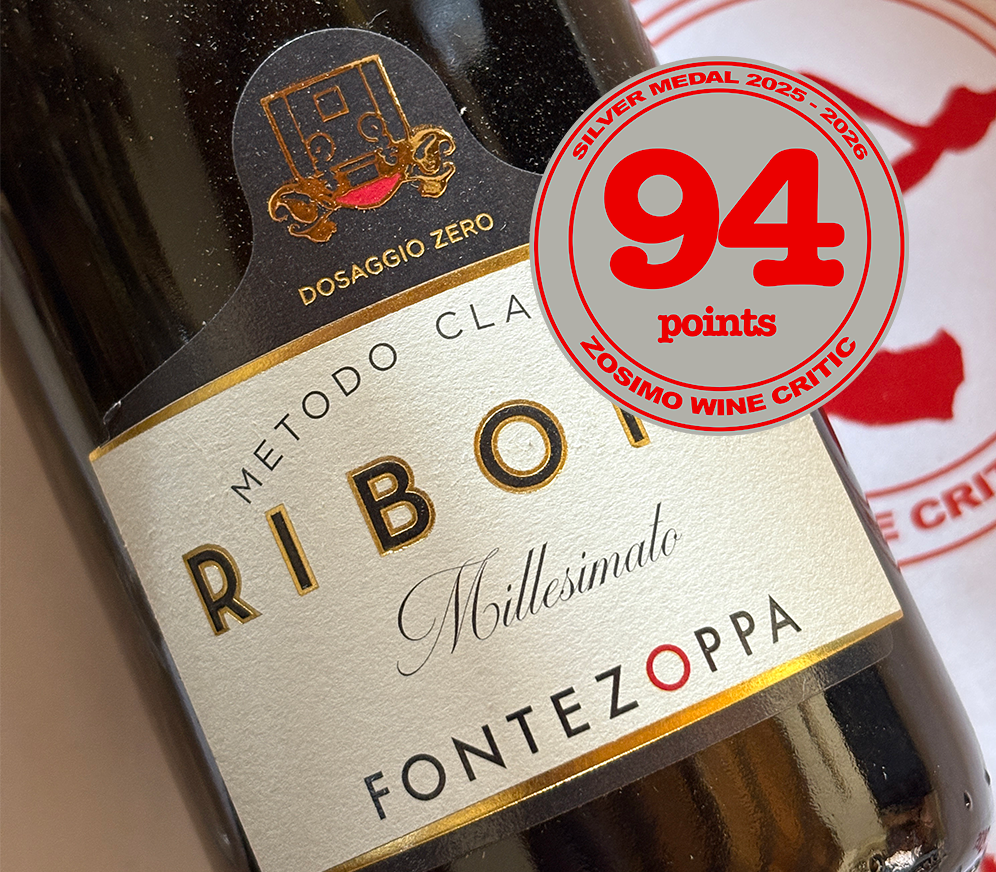 DOSAGGIO ZERO
METODO CLA
RIBO
Millesimato
FONTEZOPPA
SILVER MEDAL 2025 - 2026
94
points
ZOSIMO WINE CRITIC
E CRIT